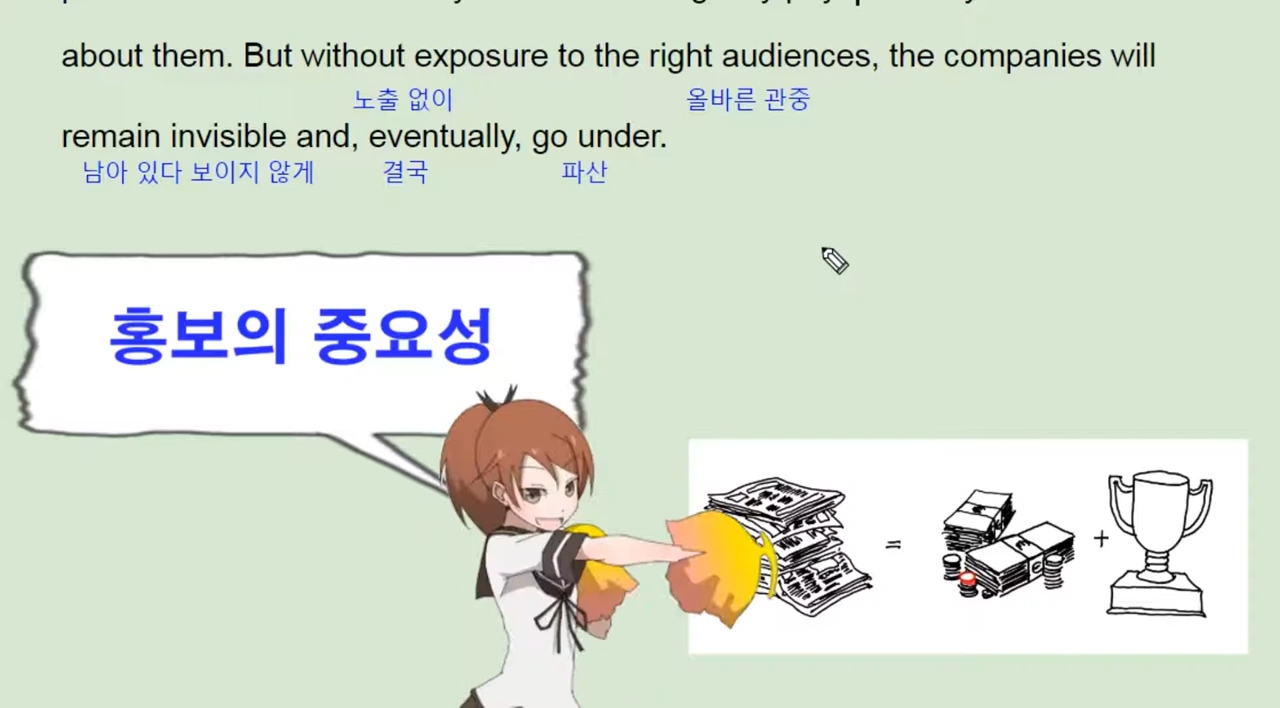 about them. But without exposure to the right audiences, the companies will
노출 없이 올바른 관중
remain invisible and, eventually, go under.
남아 있다 보이지 않게 결국 파산
홍보의 중요성
= +